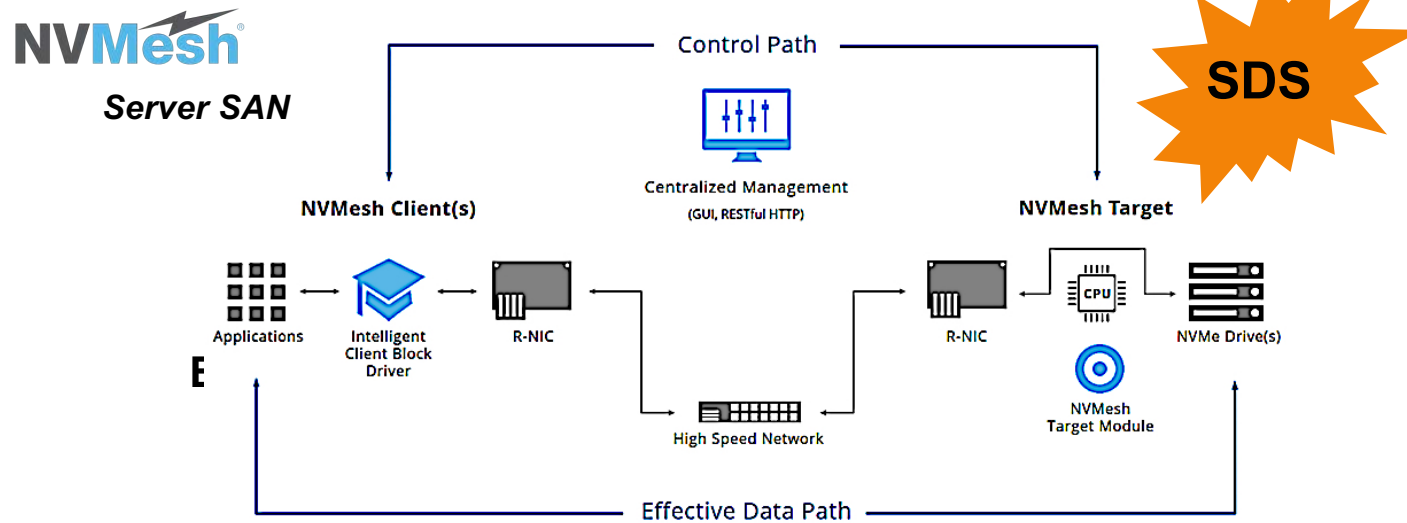 NVMesh®
Server SAN
Control Path
SDS
Centralized Management
(GUI, RESTful HTTP)
NVMesh Client(s)
NVMesh Target
Applications
Intelligent
Client Block
Driver
R-NIC
High Speed Network
R-NIC
CPU
NVMesh
Target Module
NVMe Drive(s)
Effective Data Path